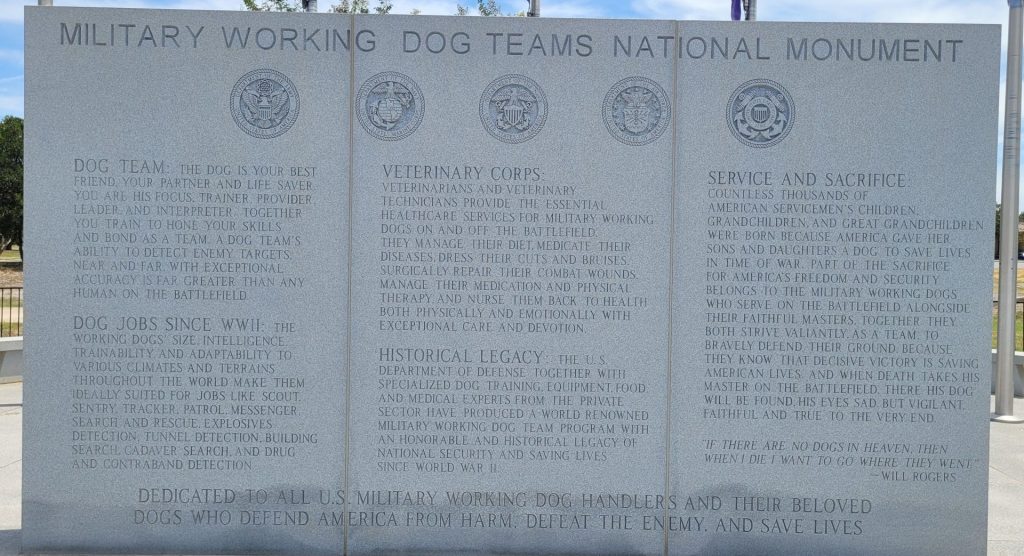 MILITARY WORKING DOG TEAMS NATIONAL MONUMENT
DOG TEAM: THE DOG IS YOUR BEST
FRIEND, YOUR PARTNER AND LIFE SAVER.
YOU ARE HIS FOCUS, TRAINER, PROVIDER,
LEADER, AND INTERPRETER. TOGETHER
YOU TRAIN TO HONE YOUR SKILLS
AND BOND AS A TEAM. A DOG TEAM'S
ABILITY TO DETECT ENEMY TARGETS,
NEAR AND FAR, WITH EXCEPTIONAL
ACCURACY IS FAR GREATER THAN ANY
HUMAN ON THE BATTLEFIELD.
DOG JOBS SINCE WWII: THE
WORKING DOGS' SIZE, INTELLIGENCE,
TRAINABILITY, AND ADAPTABILITY TO
VARIOUS CLIMATES AND TERRAINS
THROUGHOUT THE WORLD MAKE THEM
IDEALLY SUITED FOR JOBS LIKE SCOUT,
SENTRY, TRACKER, PATROL, MESSENGER,
SEARCH AND RESCUE, EXPLOSIVES
DETECTION, TUNNEL DETECTION, BUILDING
SEARCH, CADAVER SEARCH, AND DRUG
AND CONTRABAND DETECTION.
VETERINARY CORPS:
VETERINARIANS AND VETERINARY
TECHNICIANS PROVIDE THE ESSENTIAL
HEALTHCARE SERVICES FOR MILITARY WORKING
DOGS ON AND OFF THE BATTLEFIELD.
THEY MANAGE THEIR DIET, MEDICATE THEIR
DISEASES, DRESS THEIR CUTS AND BRUISES,
SURGICALLY REPAIR THEIR COMBAT WOUNDS,
MANAGE THEIR MEDICATION AND PHYSICAL
THERAPY, AND NURSE THEM BACK TO HEALTH
BOTH PHYSICALLY AND EMOTIONALLY WITH
EXCEPTIONAL CARE AND DEVOTION.
HISTORICAL LEGACY: THE U.S.
DEPARTMENT OF DEFENSE TOGETHER WITH
SPECIALIZED DOG TRAINING, EQUIPMENT, FOOD,
AND MEDICAL EXPERTS FROM THE PRIVATE
SECTOR HAVE PRODUCED A WORLD RENOWNED
MILITARY WORKING DOG TEAM PROGRAM WITH
AN HONORABLE AND HISTORICAL LEGACY OF
NATIONAL SECURITY AND SAVING LIVES
SINCE WORLD WAR II.
SERVICE AND SACRIFICE:
COUNTLESS THOUSANDS OF
AMERICAN SERVICEMEN'S CHILDREN,
GRANDCHILDREN, AND GREAT GRANDCHILDREN
WERE BORN BECAUSE AMERICA GAVE HER
SONS AND DAUGHTERS A DOG TO SAVE LIVES
IN TIME OF WAR. PART OF THE SACRIFICE
FOR AMERICA'S FREEDOM AND SECURITY
BELONGS TO THE MILITARY WORKING DOGS
WHO SERVE ON THE BATTLEFIELD ALONGSIDE
THEIR FAITHFUL MASTERS. TOGETHER THEY
BOTH STRIVE VALIANTLY, AS A TEAM, TO
BRAVELY DEFEND THEIR GROUND, BECAUSE
THEY KNOW THAT DECISIVE VICTORY IS SAVING
AMERICAN LIVES. AND WHEN DEATH TAKES HIS
MASTER ON THE BATTLEFIELD, THERE HIS DOG
WILL BE FOUND, HIS EYES SAD, BUT VIGILANT,
FAITHFUL AND TRUE TO THE VERY END.
"IF THERE ARE NO DOGS IN HEAVEN, THEN
WHEN I DIE I WANT TO GO WHERE THEY WENT."
—WILL ROGERS
DEDICATED TO ALL U.S. MILITARY WORKING DOG HANDLERS AND THEIR BELOVED
DOGS WHO DEFEND AMERICA FROM HARM, DEFEAT THE ENEMY, AND SAVE LIVES